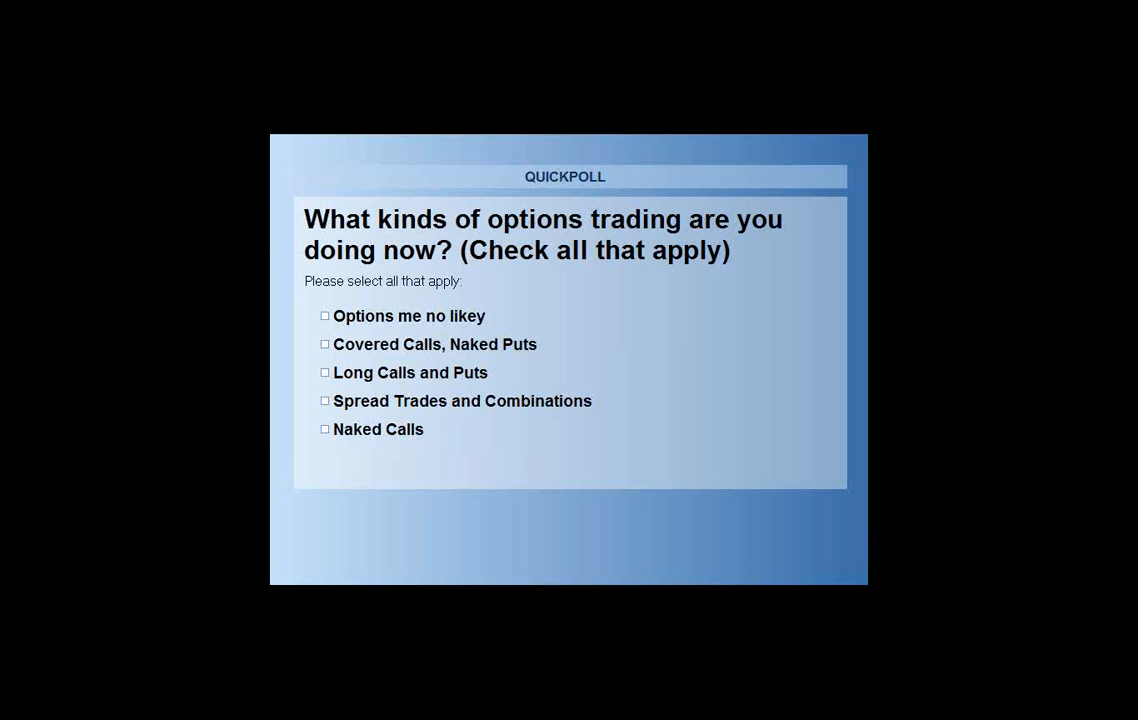 QUICKPOLL
What kinds of options trading are you
doing now? (Check all that apply)
Please select all that apply:
Options me no likey
Covered Calls, Naked Puts
Long Calls and Puts
Spread Trades and Combinations
Naked Calls